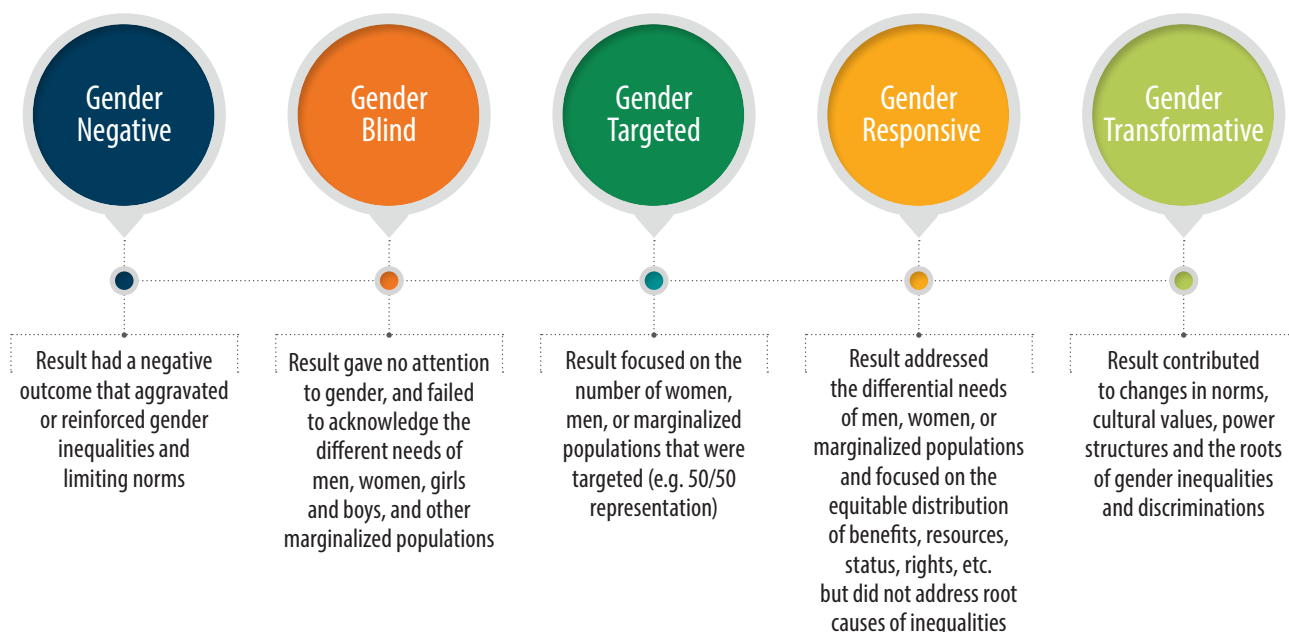 Gender
Negative
Gender
Blind
Gender
Targeted
Gender
Responsive
Gender
Transformative
Result had a negative
outcome that aggravated
or reinforced gender
inequalities and
limiting norms
Result gave no attention
to gender, and failed
to acknowledge the
different needs of
men, women, girls
and boys, and other
marginalized populations
Result focused on the
number of women,
men, or marginalized
populations that were
targeted (e.g. 50/50
representation)
Result addressed
the differential needs
of men, women, or
marginalized populations
and focused on the
equitable distribution
of benefits, resources,
status, rights, etc.
but did not address root
causes of inequalities
Result contributed
to changes in norms,
cultural values, power
structures and the roots
of gender inequalities
and discriminations